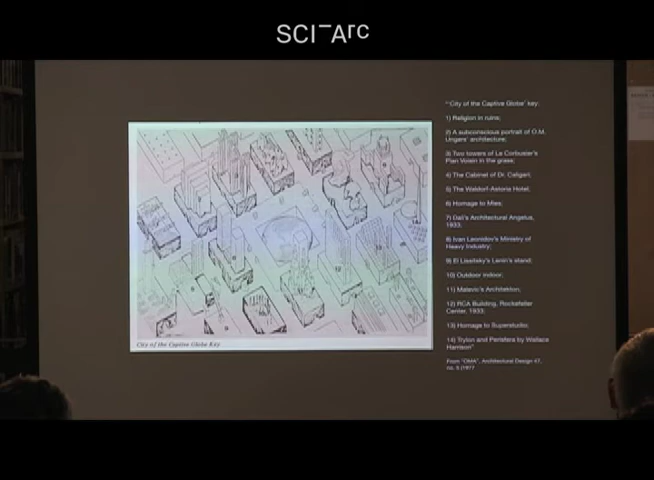 SCI-Arc
"'City of the Captive Globe' key:
1) Religion in ruins;
2) A subconscious portrait of O.M.
Ungers' architecture;
3) Two towers of Le Corbusier's
Plan Voisin in the grass;
4) The Cabinet of Dr. Caligari;
5) The Waldorf-Astoria Hotel;
6) Homage to Mies;
7) Dali's Architectural Angelus,
1933;
8) Ivan Leonidov's Ministry of
Heavy Industry;
9) El Lissitsky's Lenin's stand;
10) Outdoor indoor;
11) Malevic's Architekton;
12) RCA Building, Rockefeller
Center, 1933;
13) Homage to Superstudio;
14) Trylon and Perisfera by Wallace
Harrison"
From "OMA", Architectural Design 47,
no. 5 (1977
City of the Captive Globe Key